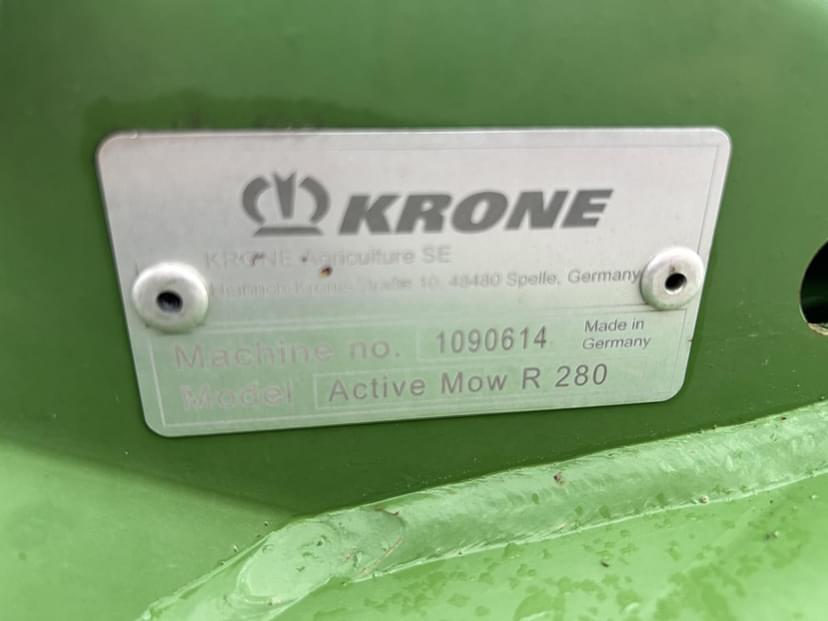 KRONE
KRONE Agriculture SE
Heinrich-Krone-Straße 10, 48480 Spelle, Germany
Machine no. 1090614 Made in Germany
Model Active Mow R 280